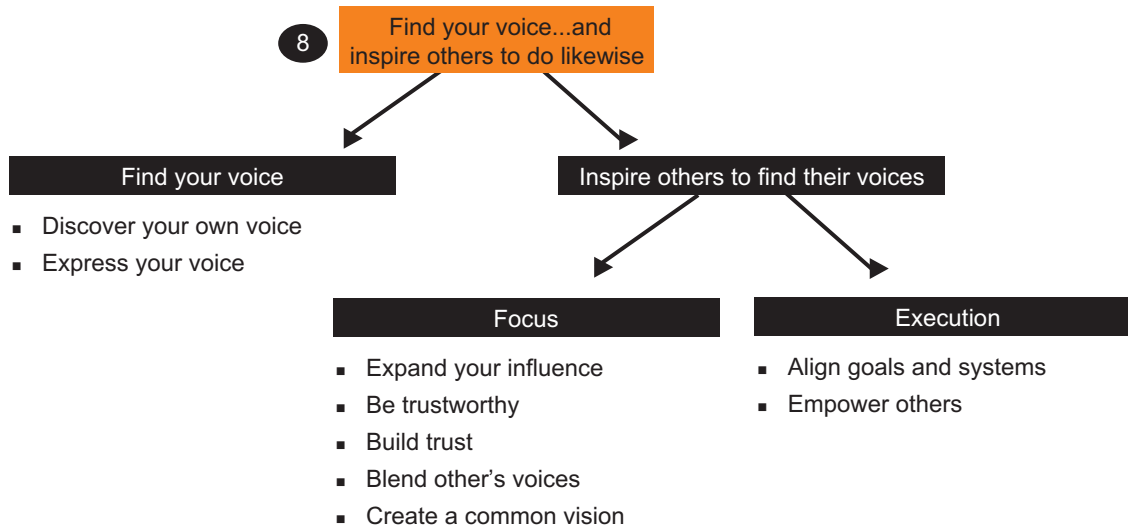 8
Find your voice...and
inspire others to do likewise
Find your voice
▪ Discover your own voice
▪ Express your voice
Inspire others to find their voices
Focus
▪ Expand your influence
▪ Be trustworthy
▪ Build trust
▪ Blend other’s voices
▪ Create a common vision
Execution
▪ Align goals and systems
▪ Empower others